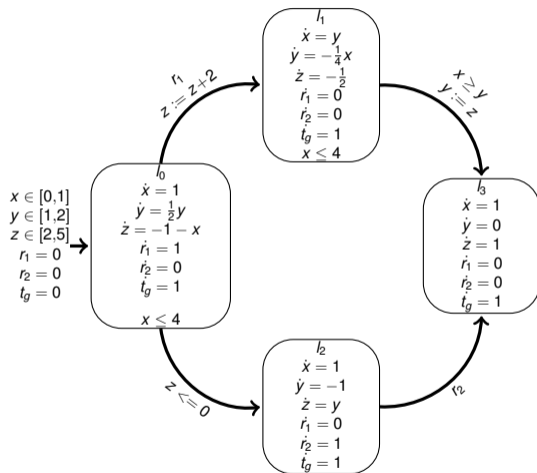 l₁
ẋ = y
ẏ = −¼x
ż = −½
ṙ₁ = 0
ṙ₂ = 0
ṫg = 1
x ≤ 4
r₁
z := z+2
x ≥ y
y := z
x ∈ [0,1]
y ∈ [1,2]
z ∈ [2,5]
r₁ = 0
r₂ = 0
t̩g = 0
l₀
ẋ = 1
ẏ = ½y
ż = −1 − x
ṙ₁ = 1
ṙ₂ = 0
ṫg = 1
x ≤ 4
l₃
ẋ = 1
ẏ = 0
ż = 1
ṙ₁ = 0
ṙ₂ = 0
ṫg = 1
z <= 0
l₂
ẋ = 1
ẏ = −1
ż = y
ṙ₁ = 0
ṙ₂ = 1
ṫg = 1
r₂